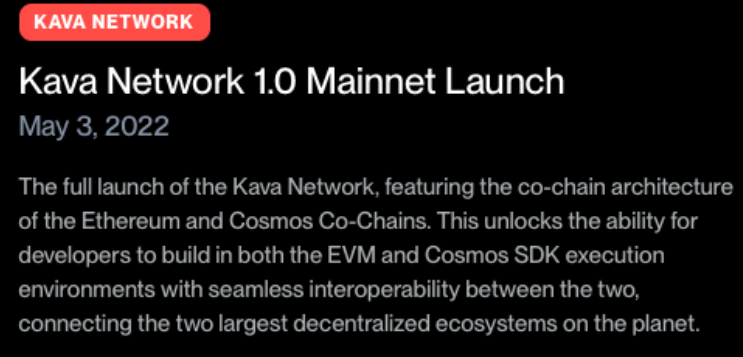 KAVA NETWORK
Kava Network 1.0 Mainnet Launch
May 3, 2022
The full launch of the Kava Network, featuring the co-chain architecture
of the Ethereum and Cosmos Co-Chains. This unlocks the ability for
developers to build in both the EVM and Cosmos SDK execution
environments with seamless interoperability between the two,
connecting the two largest decentralized ecosystems on the planet.